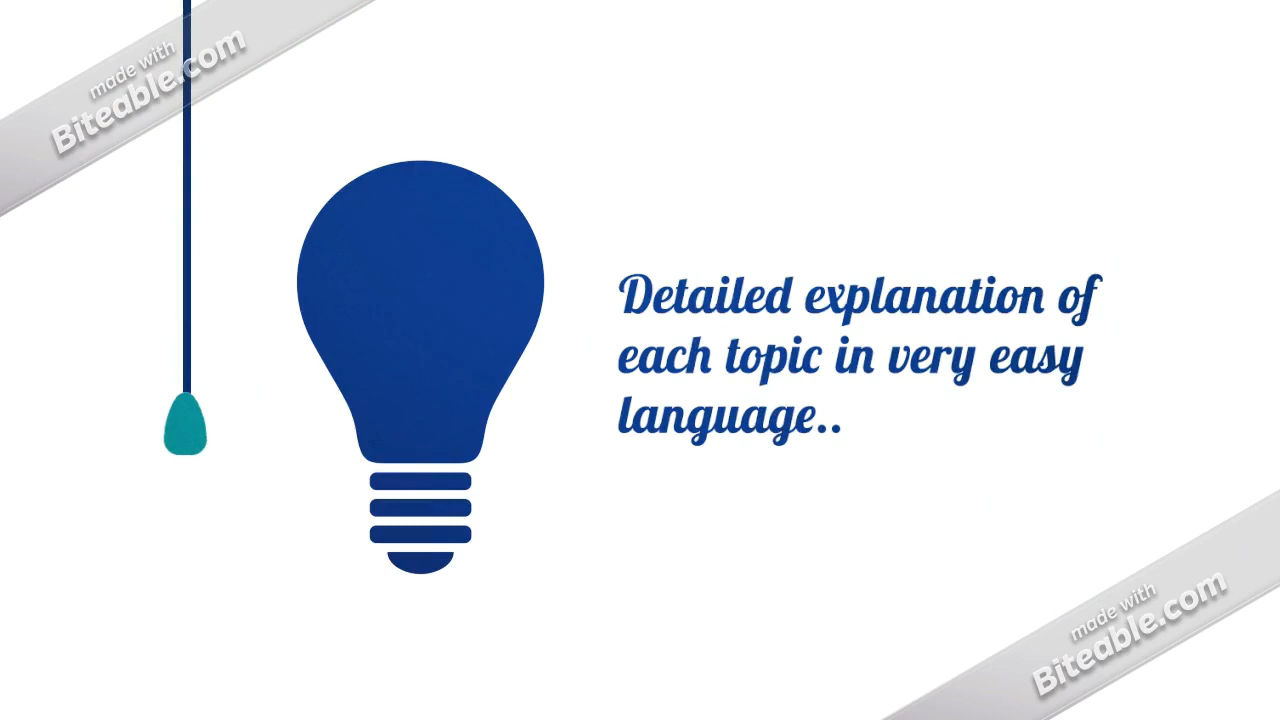 made with
Biteable.com
Detailed explanation of
each topic in very easy
language..
made with
Biteable.com